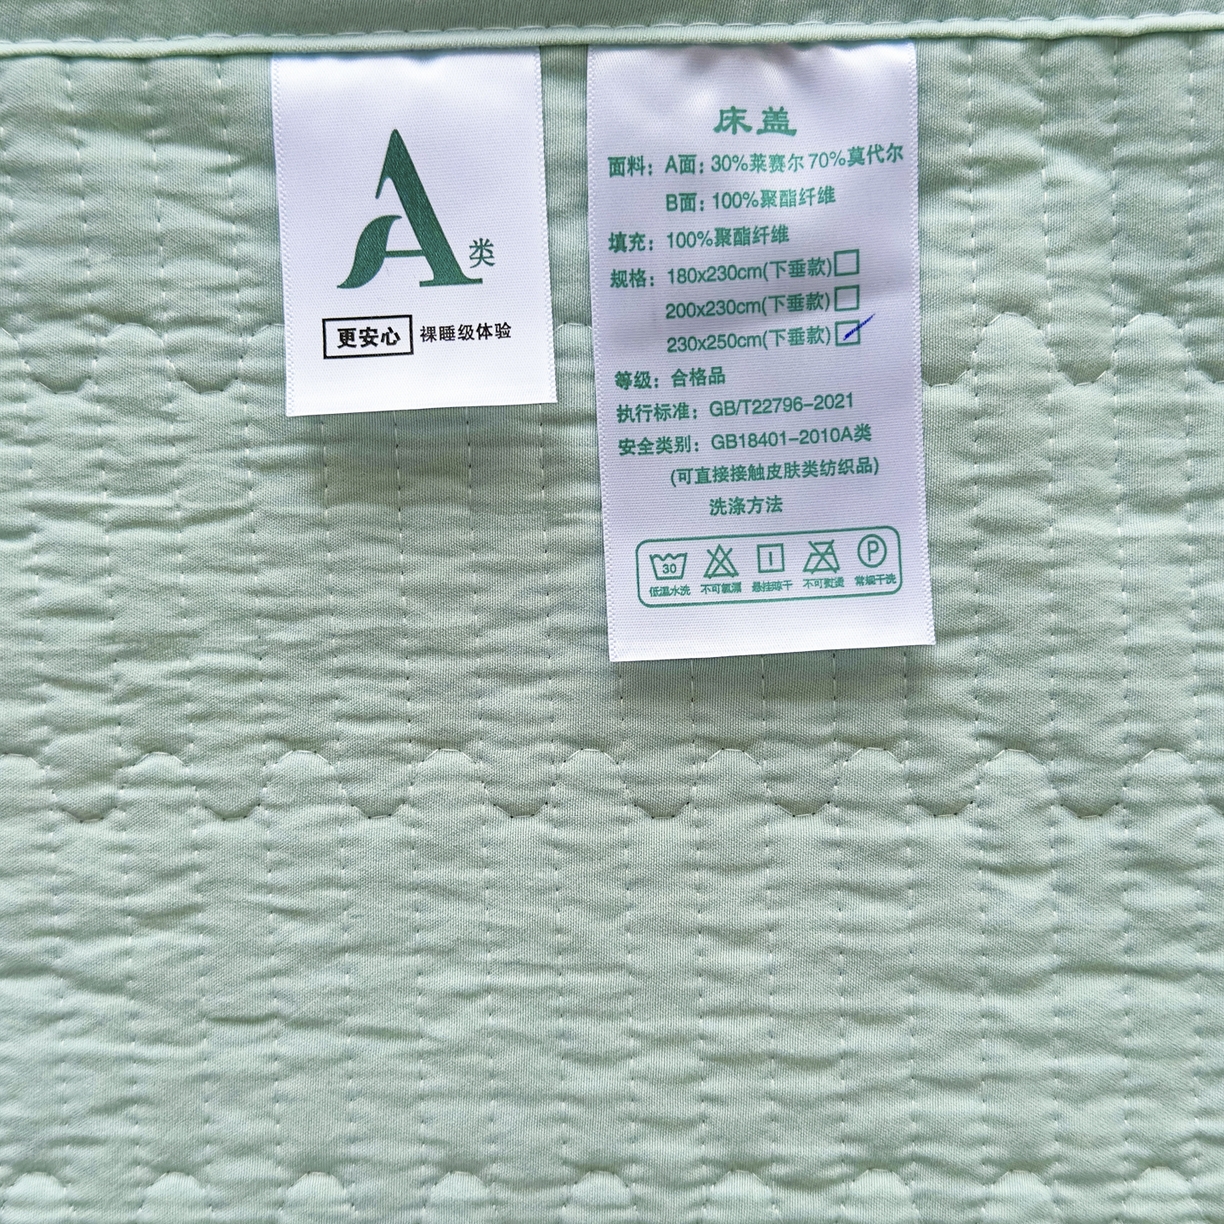 A类
更安心 裸睡级体验
床盖
面料：A面：30%莱赛尔 70%莫代尔
B面：100%聚酯纤维
填充：100%聚酯纤维
规格：180x230cm(下垂款)
200x230cm(下垂款)
230x250cm(下垂款)
等级：合格品
执行标准：GB/T22796-2021
安全类别：GB18401-2010A类
(可直接接触皮肤类纺织品)
洗涤方法
30 P
低温水洗 不可氯漂 悬挂晾干 不可熨烫 常规干洗